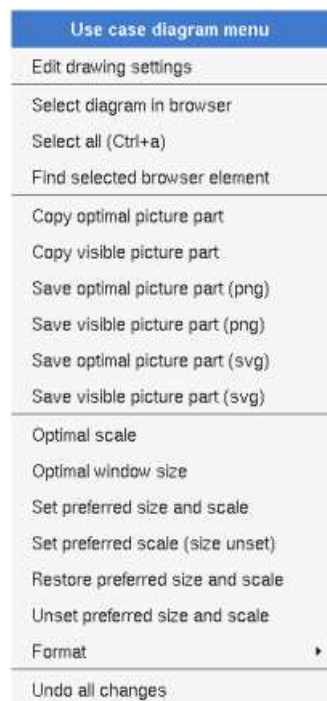 Use case diagram menu
Edit drawing settings
Select diagram in browser
Select all (Ctrl+a)
Find selected browser element
Copy optimal picture part
Copy visible picture part
Save optimal picture part (png)
Save visible picture part (png)
Save optimal picture part (svg)
Save visible picture part (svg)
Optimal scale
Optimal window size
Set preferred size and scale
Set preferred scale (size unset)
Restore preferred size and scale
Unset preferred size and scale
Format
Undo all changes